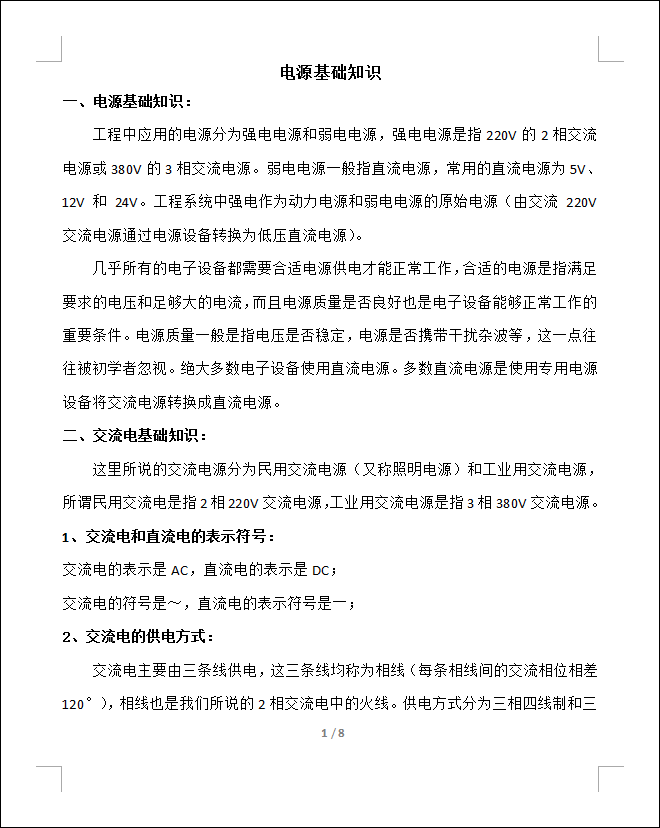 电源基础知识
一、电源基础知识：
工程中应用的电源分为强电电源和弱电电源，强电电源是指 220V 的 2 相交流
电源或 380V 的 3 相交流电源。弱电电源一般指直流电源，常用的直流电源为 5V、
12V 和 24V。工程系统中强电作为动力电源和弱电电源的原始电源（由交流 220V
交流电源通过电源设备转换为低压直流电源）。
几乎所有的电子设备都需要合适电源供电才能正常工作，合适的电源是指满足
要求的电压和足够大的电流，而且电源质量是否良好也是电子设备能够正常工作的
重要条件。电源质量一般是指电压是否稳定，电源是否携带干扰杂波等，这一点往
往被初学者忽视。绝大多数电子设备使用直流电源。多数直流电源是使用专用电源
设备将交流电源转换成直流电源。
二、交流电基础知识：
这里所说的交流电源分为民用交流电源（又称照明电源）和工业用交流电源，
所谓民用交流电是指 2 相 220V 交流电源，工业用交流电源是指 3 相 380V 交流电源。
1、交流电和直流电的表示符号：
交流电的表示是 AC，直流电的表示是 DC；
交流电的符号是～，直流电的表示符号是一；
2、交流电的供电方式：
交流电主要由三条线供电，这三条线均称为相线（每条相线间的交流相位相差
120°），相线也是我们所说的 2 相交流电中的火线。供电方式分为三相四线制和三
1 / 8